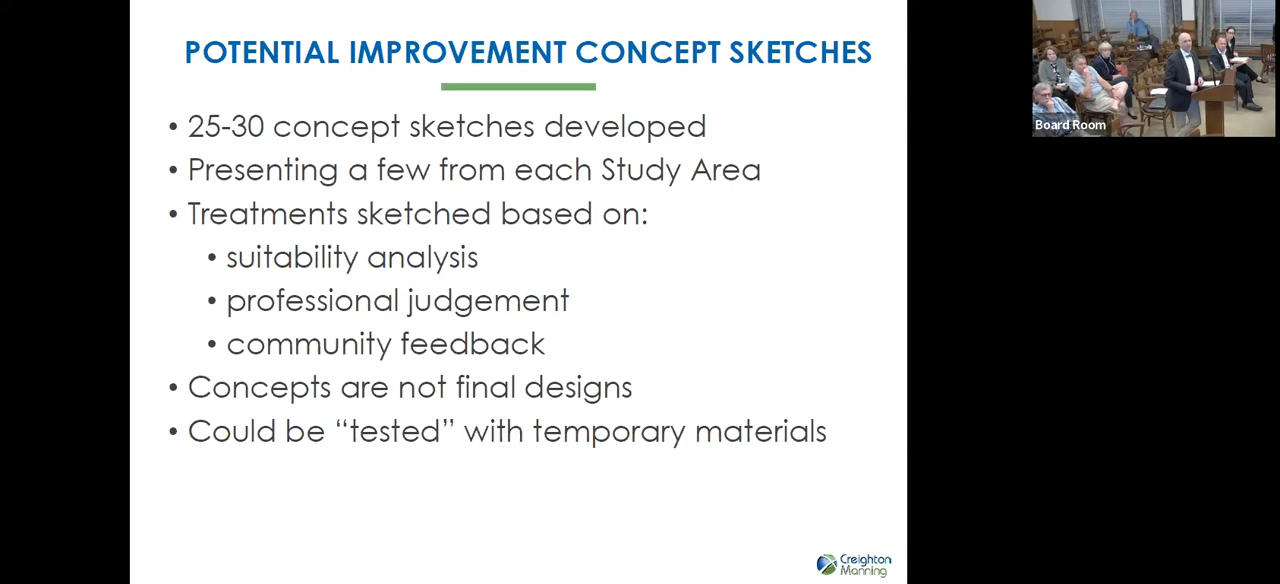 POTENTIAL IMPROVEMENT CONCEPT SKETCHES
• 25-30 concept sketches developed
• Presenting a few from each Study Area
• Treatments sketched based on:
• suitability analysis
• professional judgement
• community feedback
• Concepts are not final designs
• Could be “tested” with temporary materials
Creighton
Manning
Board Room